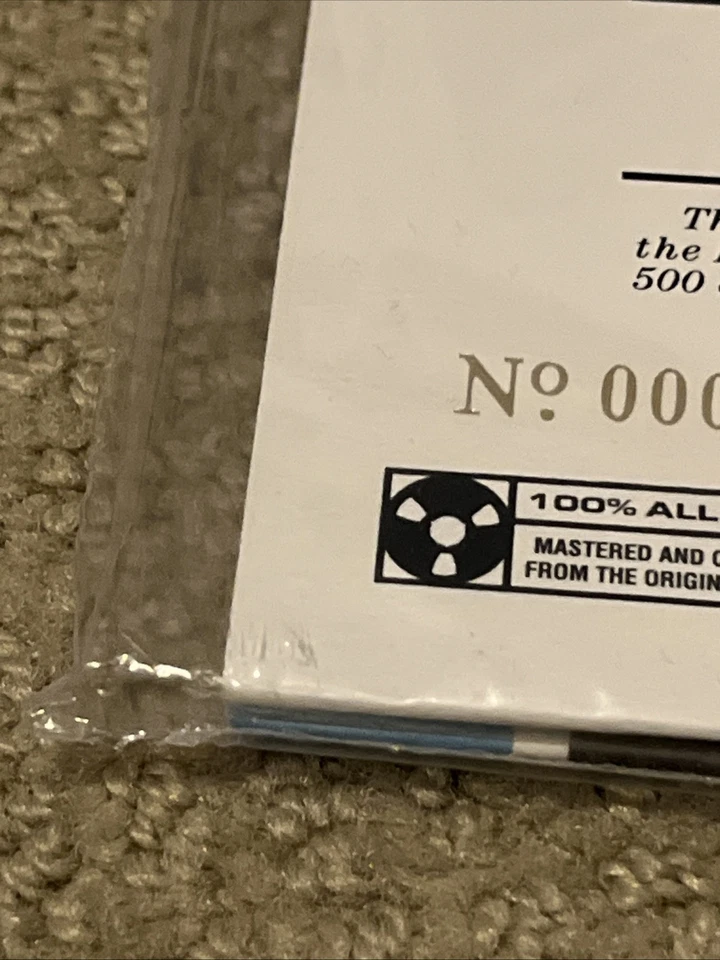 Th
the
500
Nº 000
100% ALL
MASTERED AND
FROM THE ORIGIN